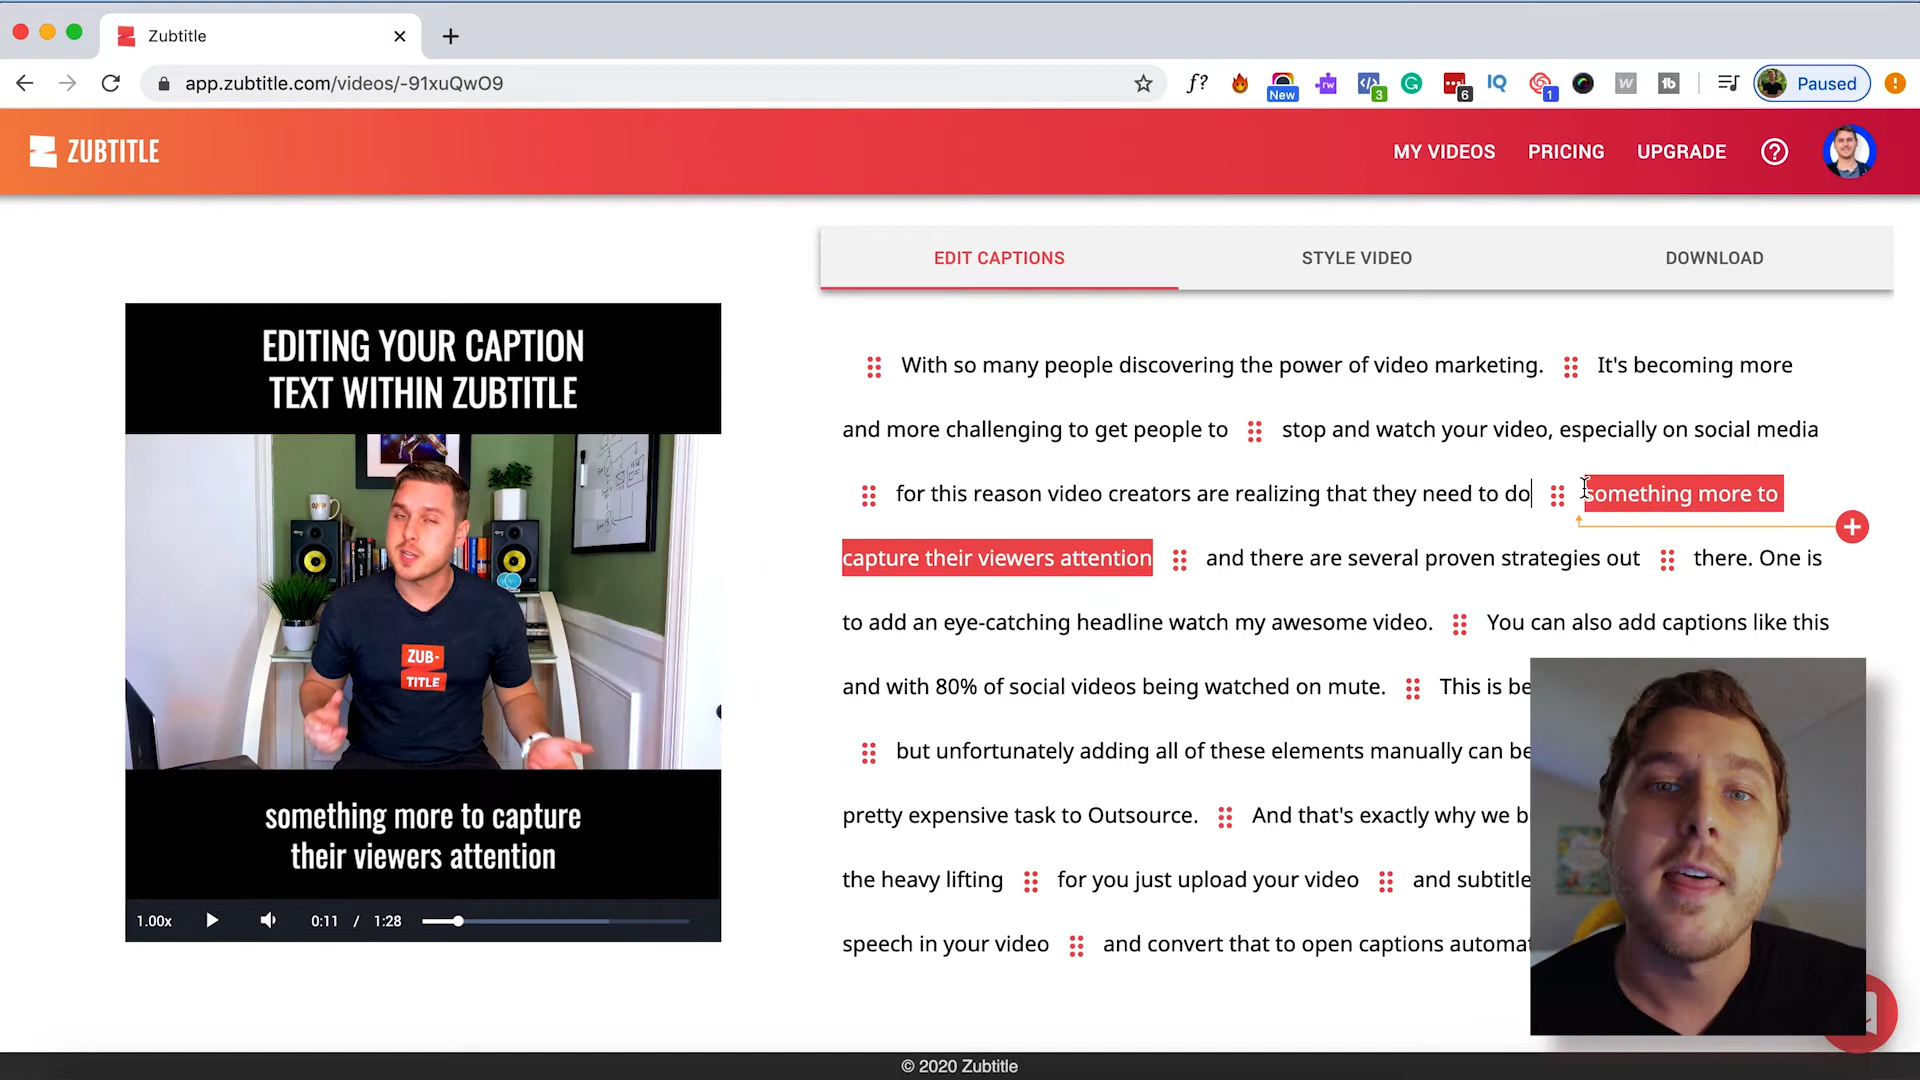 Zubtitle
app.zubtitle.com/videos/-91xuQwO9
f?
New
rw
3
6
IQ
1
W
tb
Paused
ZUBTITLE
MY VIDEOS
PRICING
UPGRADE
EDIT CAPTIONS
STYLE VIDEO
DOWNLOAD
EDITING YOUR CAPTION
TEXT WITHIN ZUBTITLE
ZUB-
TITLE
something more to capture
their viewers attention
1.00x
0:11 / 1:28
With so many people discovering the power of video marketing. It's becoming more
and more challenging to get people to stop and watch your video, especially on social media
for this reason video creators are realizing that they need to do something more to
capture their viewers attention and there are several proven strategies out there. One is
to add an eye-catching headline watch my awesome video. You can also add captions like this
and with 80% of social videos being watched on mute. This is be
but unfortunately adding all of these elements manually can be
pretty expensive task to Outsource. And that's exactly why we b
the heavy lifting for you just upload your video and subtitle
speech in your video and convert that to open captions automa
© 2020 Zubtitle